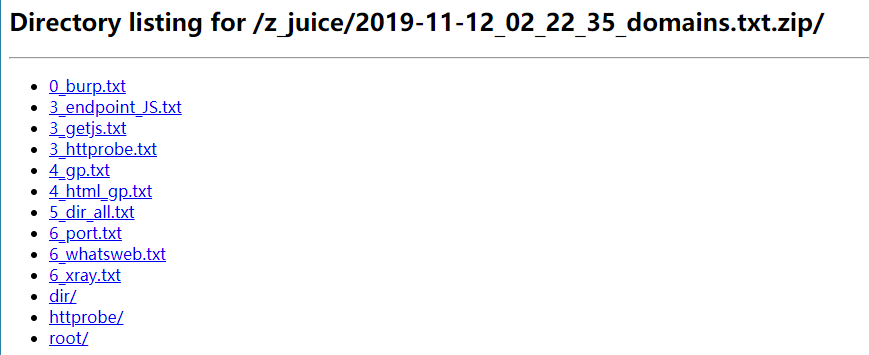 Directory listing for /z_juice/2019-11-12_02_22_35_domains.txt.zip/
0_burp.txt
3_endpoint_JS.txt
3_getjs.txt
3_httprobe.txt
4_gp.txt
4_html_gp.txt
5_dir_all.txt
6_port.txt
6_whatsweb.txt
6_xray.txt
dir/
httprobe/
root/